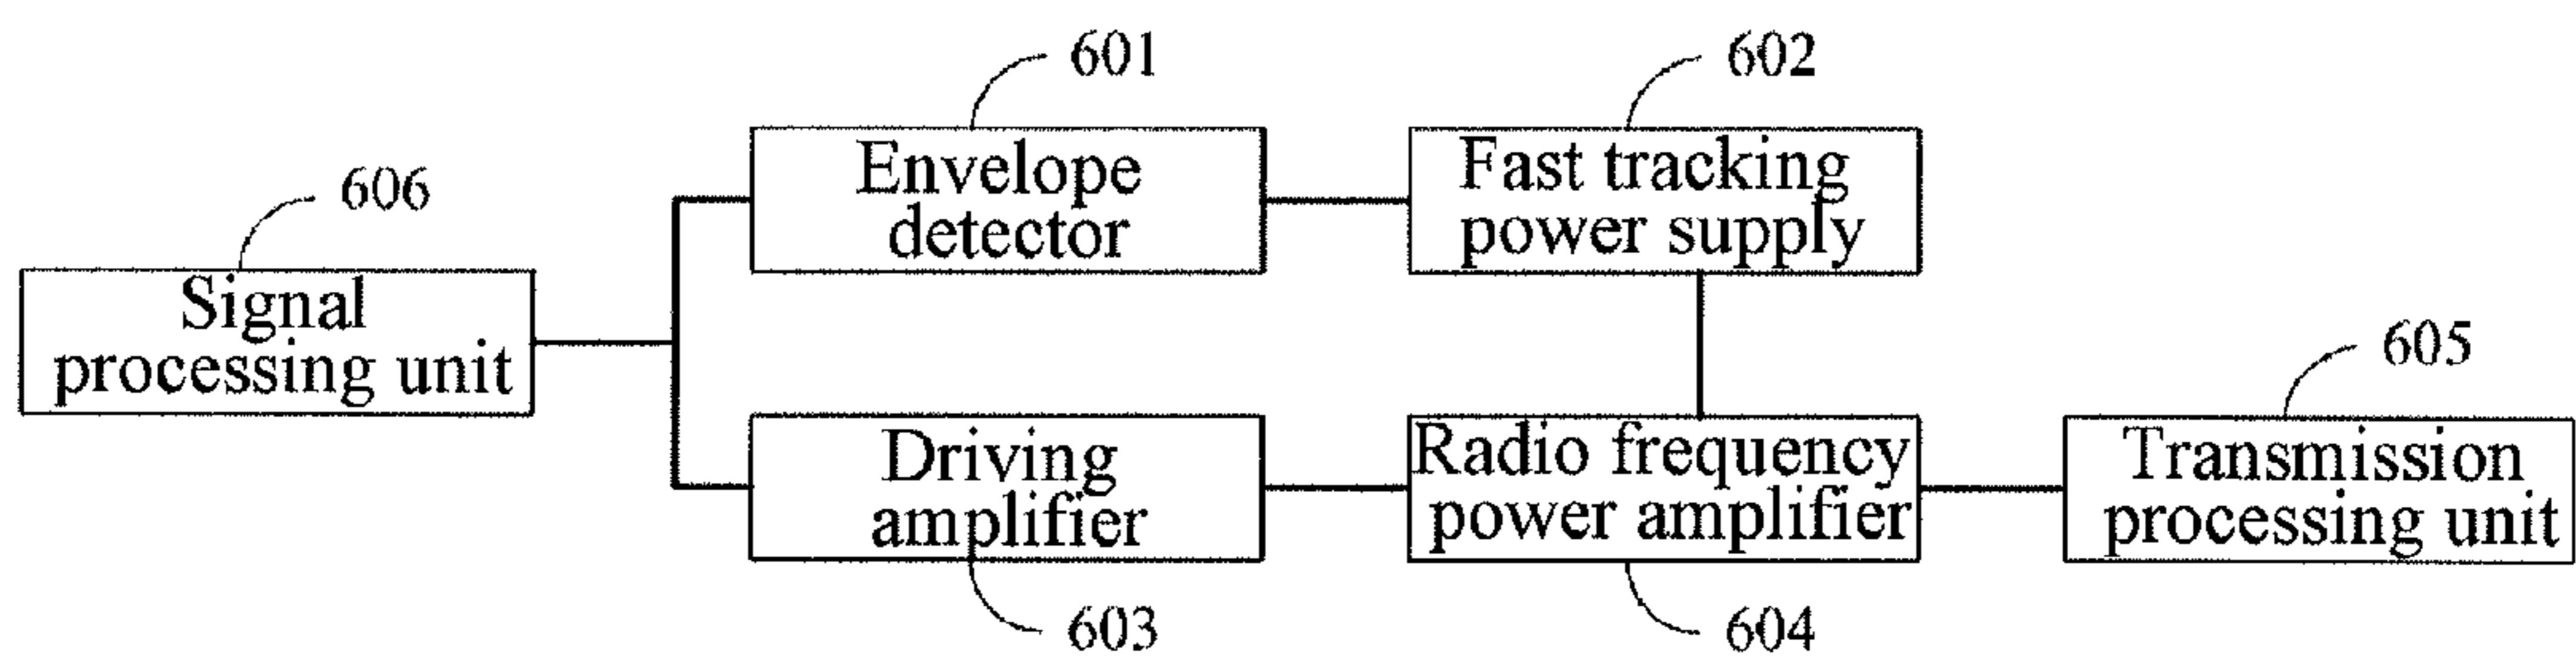 601
602
606
Envelope
detector
Fast tracking
power supply
Signal
processing unit
605
Driving
amplifier
Radio frequency
power amplifier
Transmission
processing unit
603
604